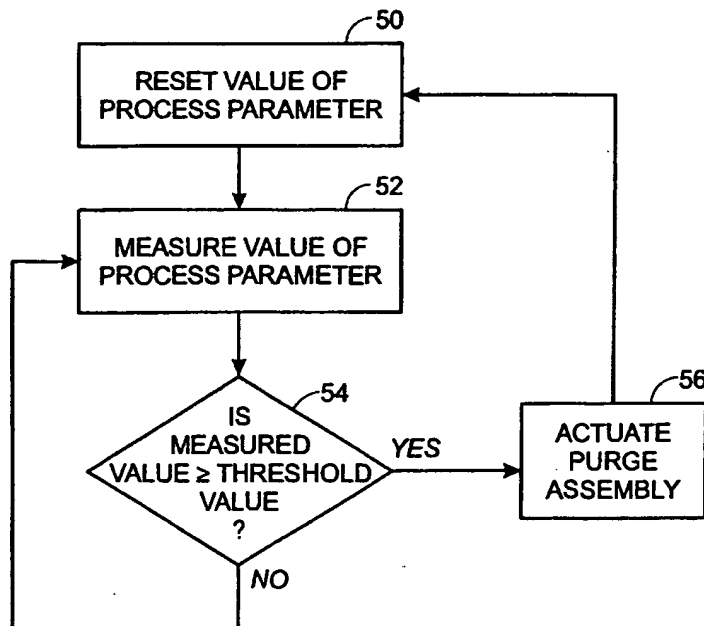 50
RESET VALUE OF
PROCESS PARAMETER
52
MEASURE VALUE OF
PROCESS PARAMETER
54
IS
MEASURED
VALUE ≥ THRESHOLD
VALUE
?
YES
56
ACTUATE
PURGE
ASSEMBLY
NO